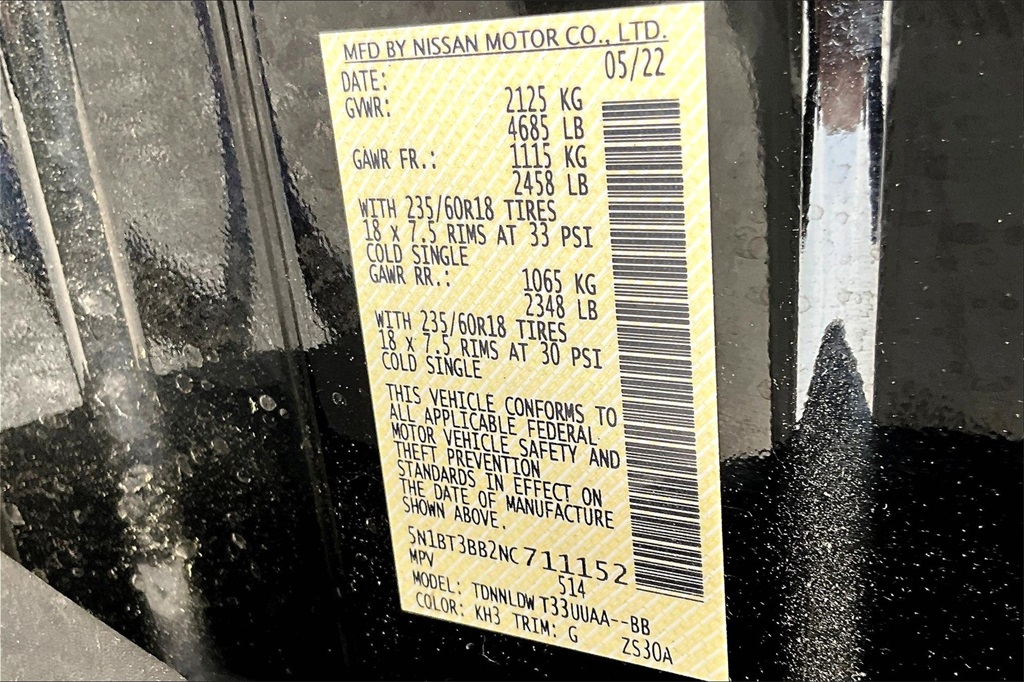 MFD BY NISSAN MOTOR CO., LTD.
DATE: 05/22
GVWR: 2125 KG
4685 LB
GAWR FR.: 1115 KG
2458 LB
WITH 235/60R18 TIRES
18 x 7.5 RIMS AT 33 PSI
COLD SINGLE
GAWR RR.: 1065 KG
2348 LB
WITH 235/60R18 TIRES
18 x 7.5 RIMS AT 30 PSI
COLD SINGLE
THIS VEHICLE CONFORMS TO
ALL APPLICABLE FEDERAL
MOTOR VEHICLE SAFETY AND
THEFT PREVENTION
STANDARDS IN EFFECT ON
THE DATE OF MANUFACTURE
SHOWN ABOVE.
5N1BT3BB2NC711152
MPV 514
MODEL: TDNNLDW T33UUAA--BB
COLOR: KH3 TRIM: G ZS30A